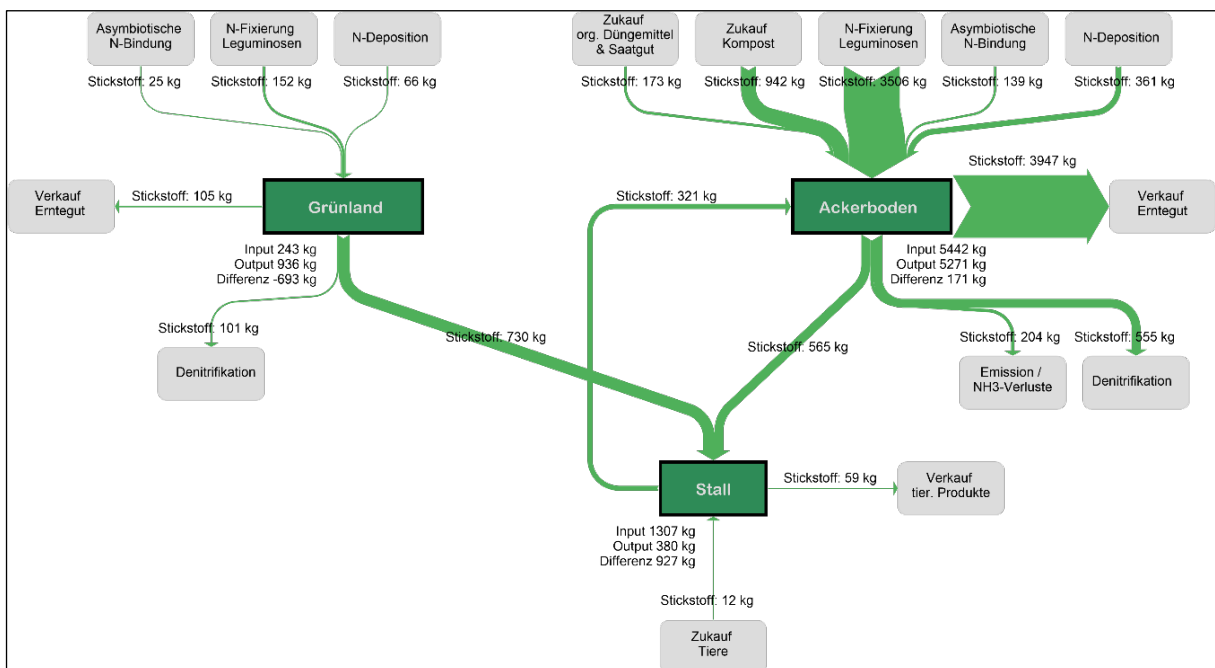 Asymbiotische
N-Bindung
N-Fixierung
Leguminosen
N-Deposition
Zukauf
org. Düngemittel
& Saatgut
Zukauf
Kompost
N-Fixierung
Leguminosen
Asymbiotische
N-Bindung
N-Deposition
Stickstoff: 25 kg
Stickstoff: 152 kg
Stickstoff: 66 kg
Stickstoff: 173 kg
Stickstoff: 942 kg
Stickstoff: 3506 kg
Stickstoff: 139 kg
Stickstoff: 361 kg
Stickstoff: 3947 kg
Verkauf
Erntegut
Stickstoff: 105 kg
Grünland
Stickstoff: 321 kg
Ackerboden
Verkauf
Erntegut
Input 243 kg
Output 936 kg
Differenz -693 kg
Input 5442 kg
Output 5271 kg
Differenz 171 kg
Stickstoff: 101 kg
Stickstoff: 730 kg
Stickstoff: 565 kg
Stickstoff: 204 kg
Stickstoff: 555 kg
Denitrifikation
Emission /
NH3-Verluste
Denitrifikation
Stall
Stickstoff: 59 kg
Verkauf
tier. Produkte
Input 1307 kg
Output 380 kg
Differenz 927 kg
Stickstoff: 12 kg
Zukauf
Tiere